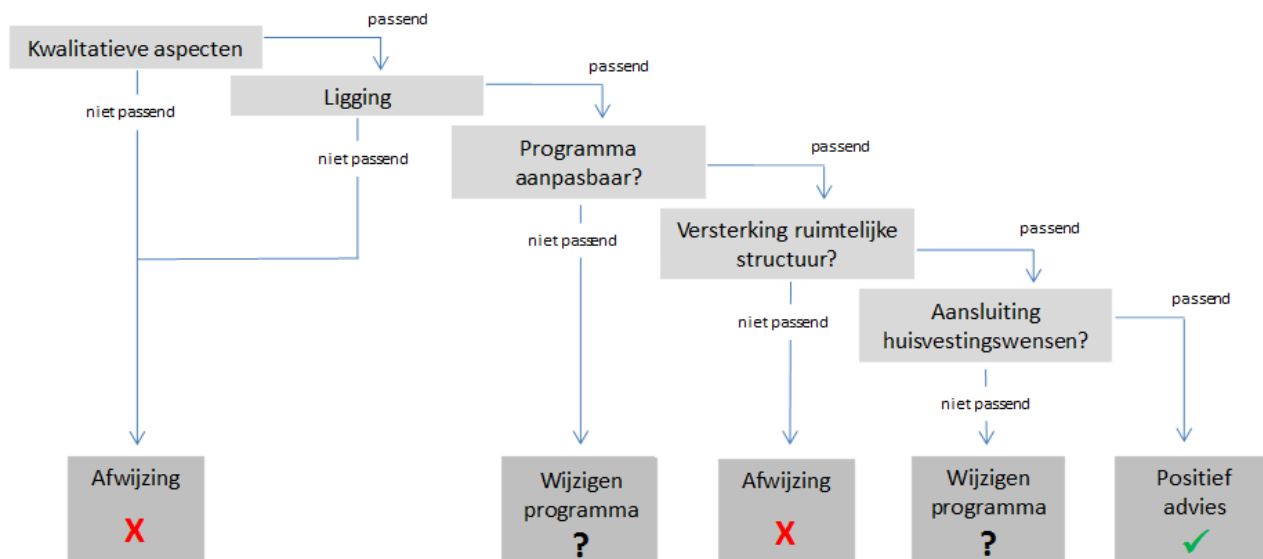 passend
Kwalitatieve aspecten
niet passend
passend
Ligging
niet passend
passend
Programma
aanpasbaar?
niet passend
passend
Versterking ruimtelijke
structuur?
niet passend
passend
Aansluiting
huisvestingswensen?
niet passend
Afwijzing
X
Wijzigen
programma
?
Afwijzing
X
Wijzigen
programma
?
Positief
advies
✓